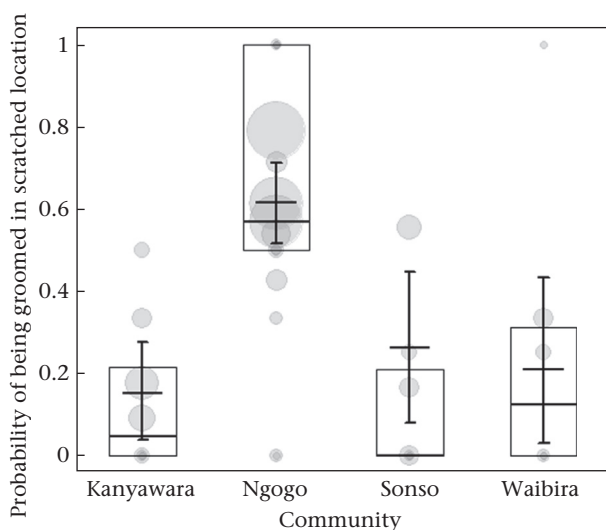 Probability of being groomed in scratched location
1
0.8
0.6
0.4
0.2
0
Kanyawara Ngogo Sonso Waibira
Community